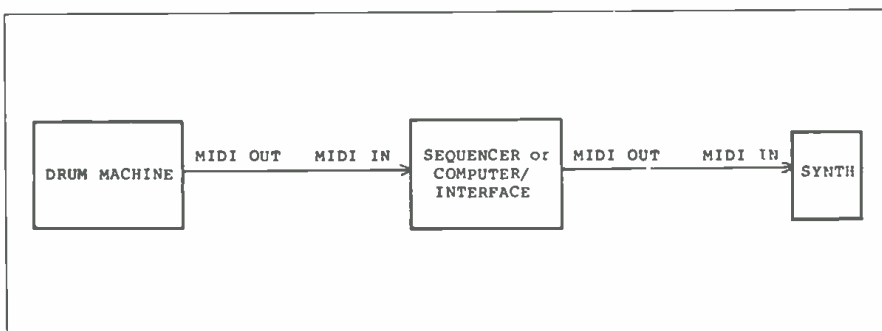 DRUM MACHINE
MIDI OUT
MIDI IN
SEQUENCER or
COMPUTER/
INTERFACE
MIDI OUT
MIDI IN
SYNTH